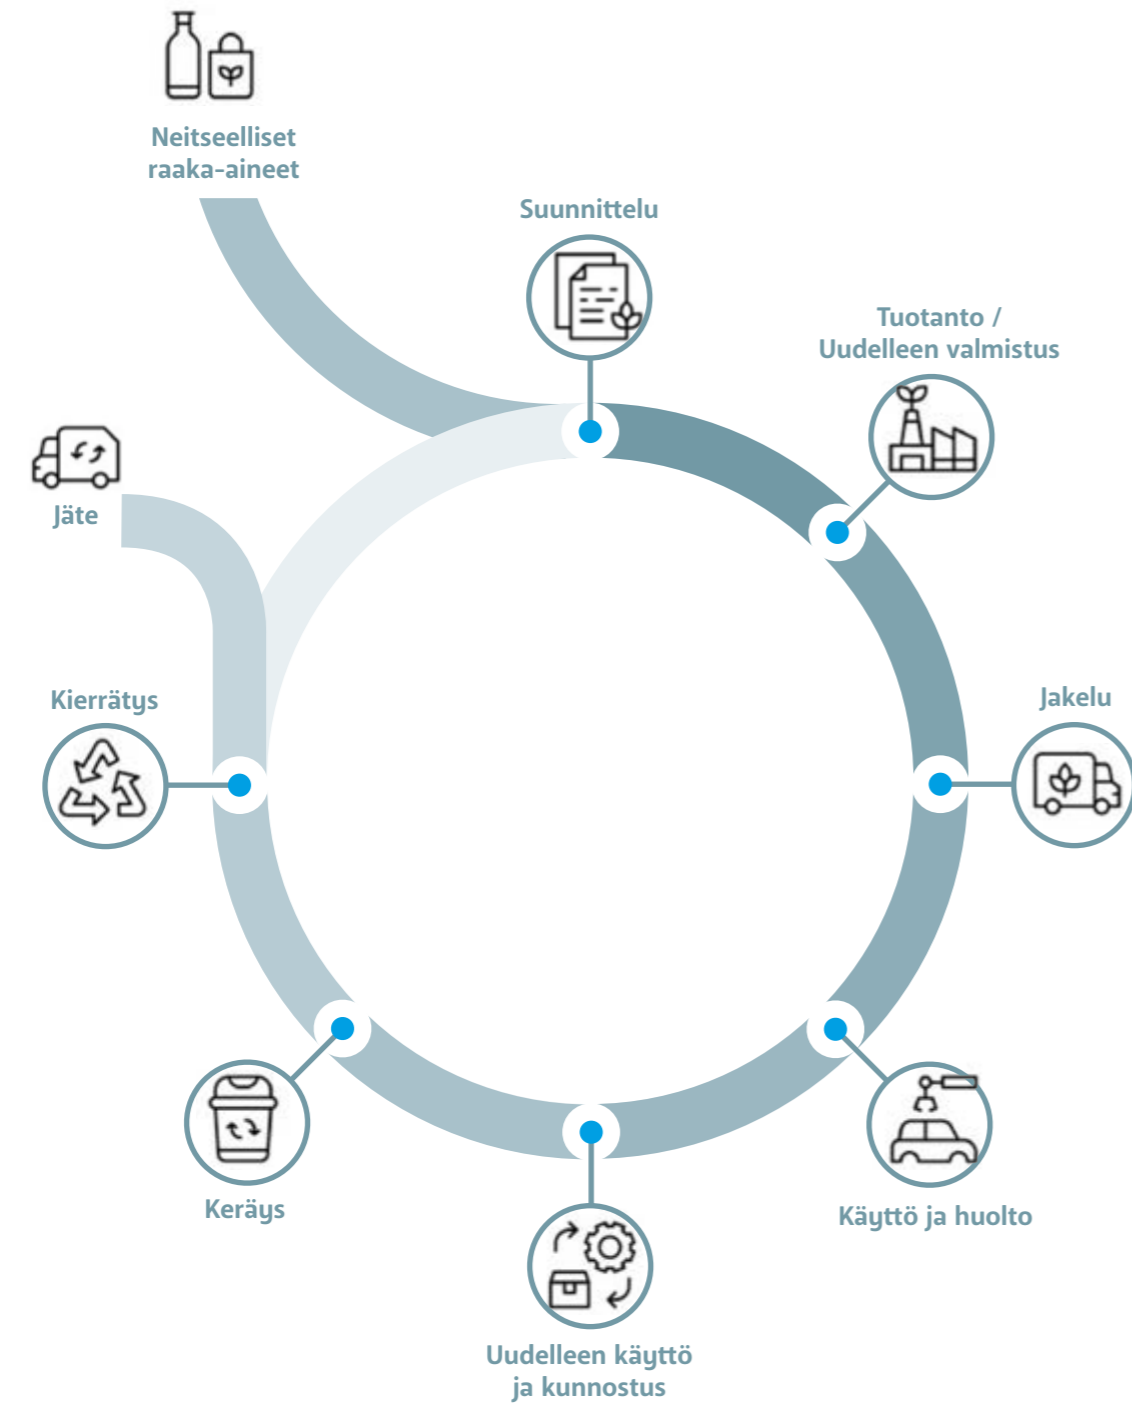 Neitseelliset
raaka-aineet
Suunnittelu
Tuotanto /
Uudelleen valmistus
Jäte
Kierrätys
Jakelu
Keräys
Käyttö ja huolto
Uudelleen käyttö
ja kunnostus